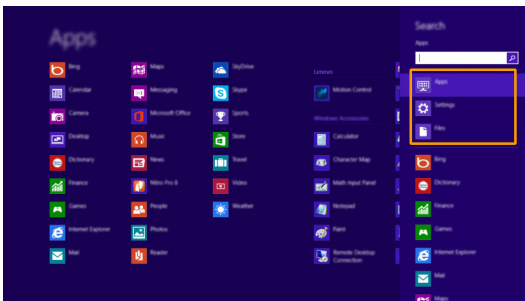 Apps
Bing
Calendar
Camera
Desktop
Dictionary
Finance
Games
Internet Explorer
Mail
Maps
Messaging
Microsoft Office
Music
News
Nitro Pro 8
People
Photos
Reader
SkyDrive
Skype
Sports
Store
Travel
Video
Weather
Lenovo
Motion Control
Windows Accessories
Calculator
Character Map
Math Input Panel
Notepad
Paint
Remote Desktop
Connection
Search
Apps
Apps
Settings
Files
Bing
Dictionary
Finance
Games
Internet Explorer
Mail
Maps